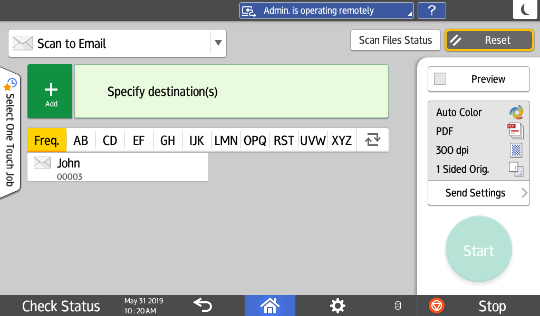 Admin. is operating remotely
?
Scan to Email
Scan Files Status
Reset
Select One Touch Job
+
Add
Specify destination(s)
Preview
Freq. AB CD EF GH IJK LMN OPQ RST UVW XYZ
John
00003
Auto Color
PDF
300 dpi
1 Sided Orig.
Send Settings
Start
Check Status
May 31 2019
10:20AM
Stop